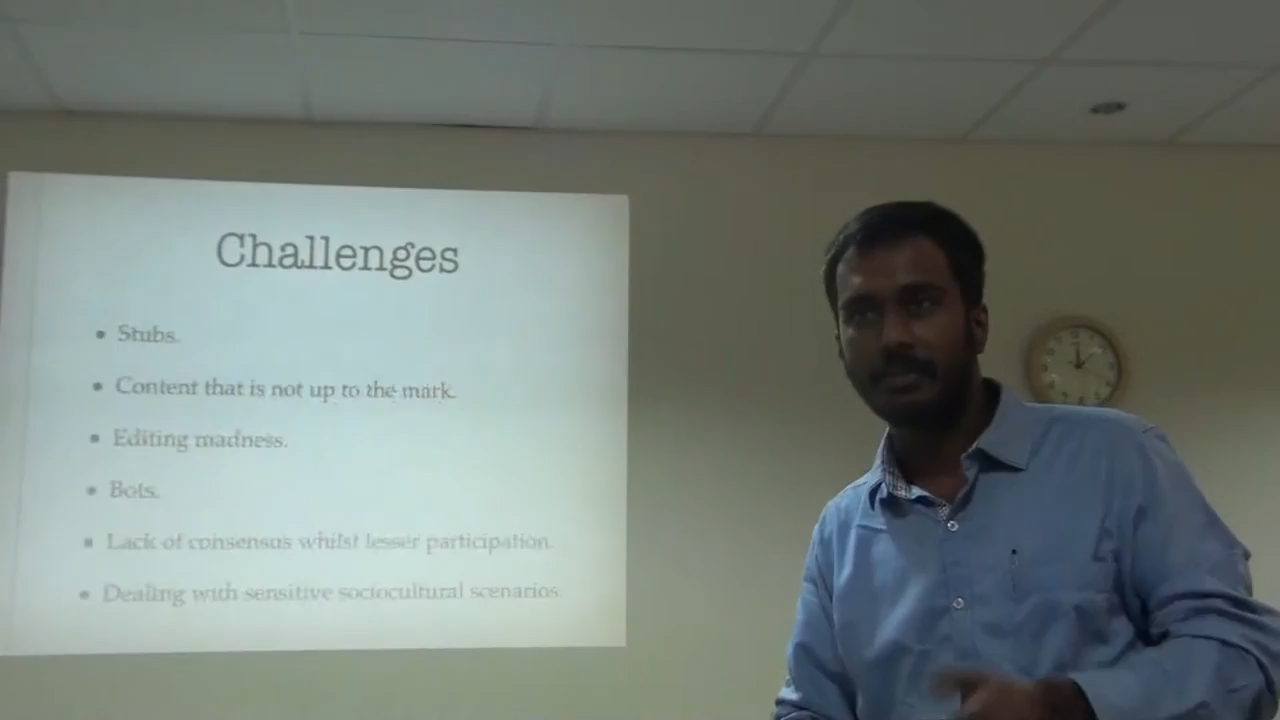 Challenges
• Stubs.
• Content that is not up to the mark.
• Editing madness.
• Bots.
• Lack of consensus whilst lesser participation.
• Dealing with sensitive sociocultural scenarios.